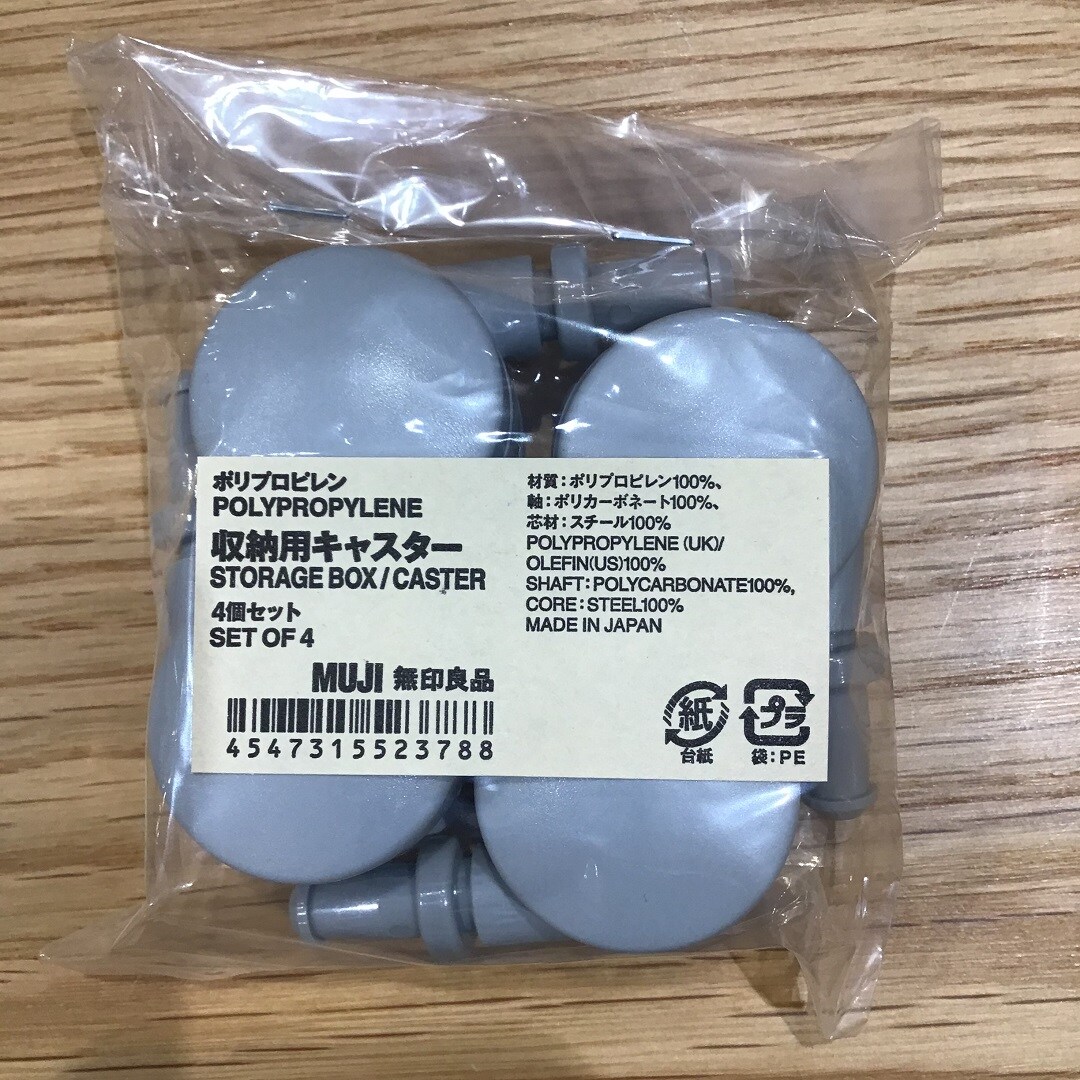 ポリプロピレン
POLYPROPYLENE
収納用キャスター
STORAGE BOX/CASTER
4個セット
SET OF 4
MUJI 無印良品
4547315523788
材質：ポリプロピレン100%、
軸：ポリカーボネート100%、
芯材：スチール100%
POLYPROPYLENE (UK)/
OLEFIN(US)100%
SHAFT:POLYCARBONATE100%,
CORE:STEEL100%
MADE IN JAPAN
紙
台紙
プラ
袋：PE